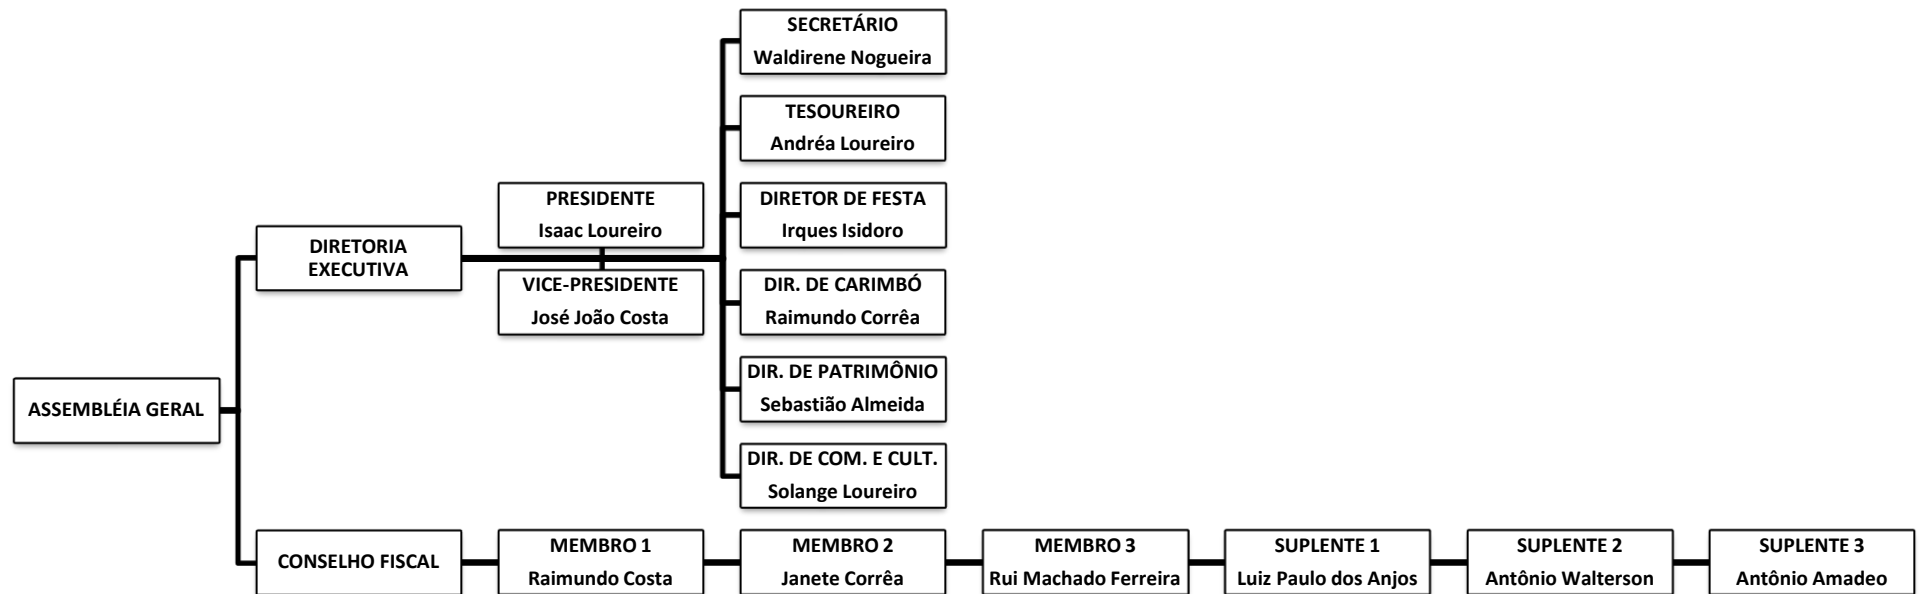 SECRETÁRIO
Waldirene Nogueira
TESOUREIRO
Andréa Loureiro
PRESIDENTE
Isaac Loureiro
DIRETOR DE FESTA
Irques Isidoro
DIRETORIA
EXECUTIVA
VICE-PRESIDENTE
José João Costa
DIR. DE CARIMBÓ
Raimundo Corrêa
DIR. DE PATRIMÔNIO
Sebastião Almeida
ASSEMBLÉIA GERAL
DIR. DE COM. E CULT.
Solange Loureiro
CONSELHO FISCAL
MEMBRO 1
Raimundo Costa
MEMBRO 2
Janete Corrêa
MEMBRO 3
Rui Machado Ferreira
SUPLENTE 1
Luiz Paulo dos Anjos
SUPLENTE 2
Antônio Walterson
SUPLENTE 3
Antônio Amadeo